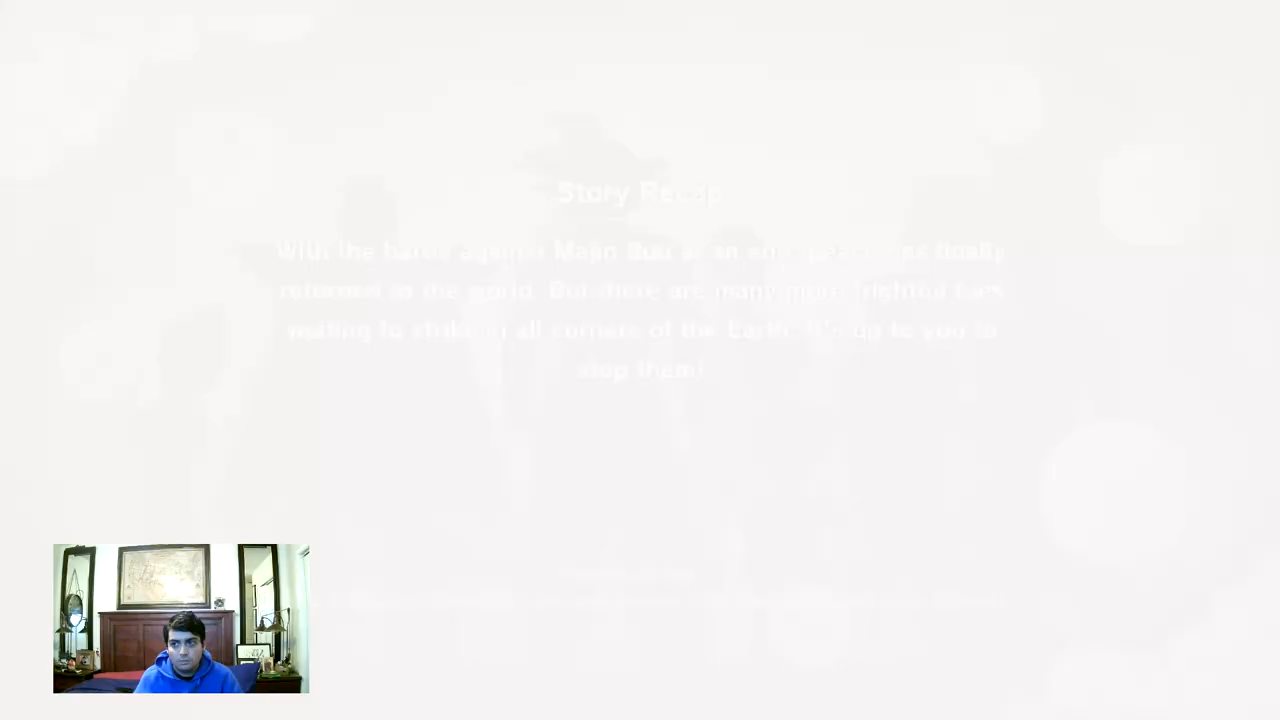 Story Recap
With the battle against Majin Buu at an end, peace has finally
returned to the world. But there are many more frightful foes
waiting to strike in all corners of the Earth. It's up to you to
stop them!